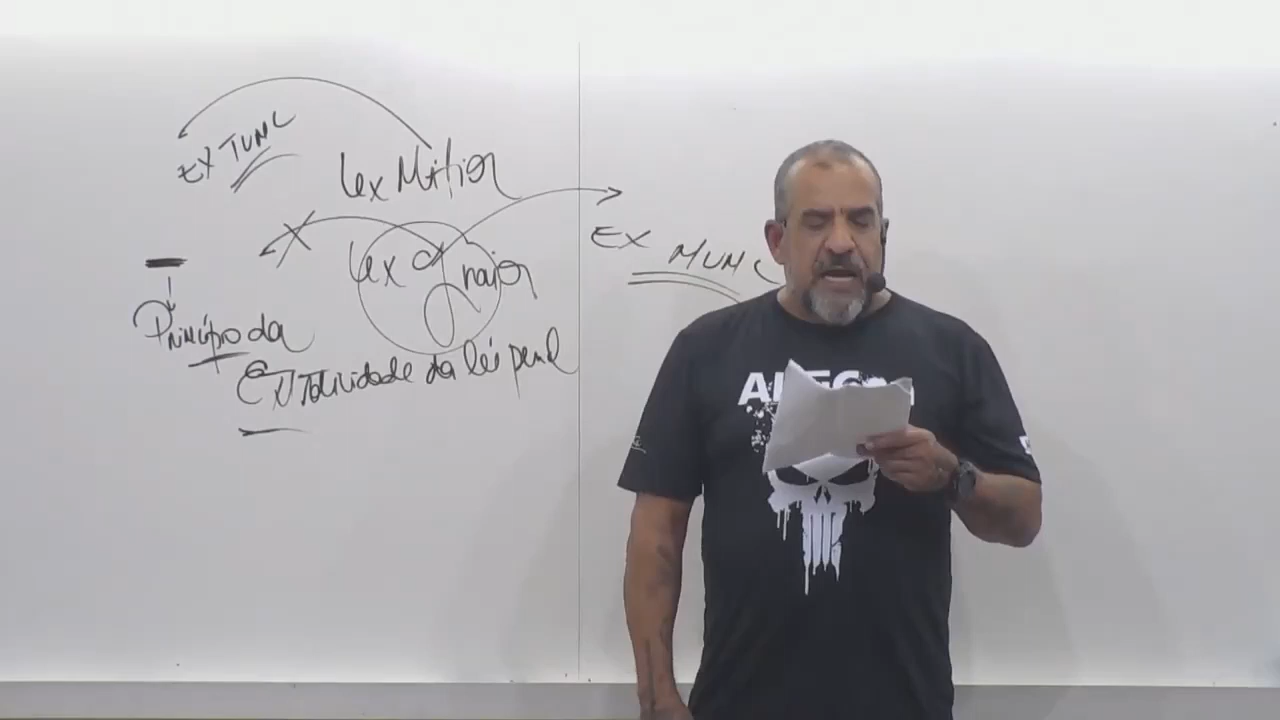 EX TUNC
Lex Mitior
EX NUNC
Lex Gravior
Princípio da
Extratividade da lei penal